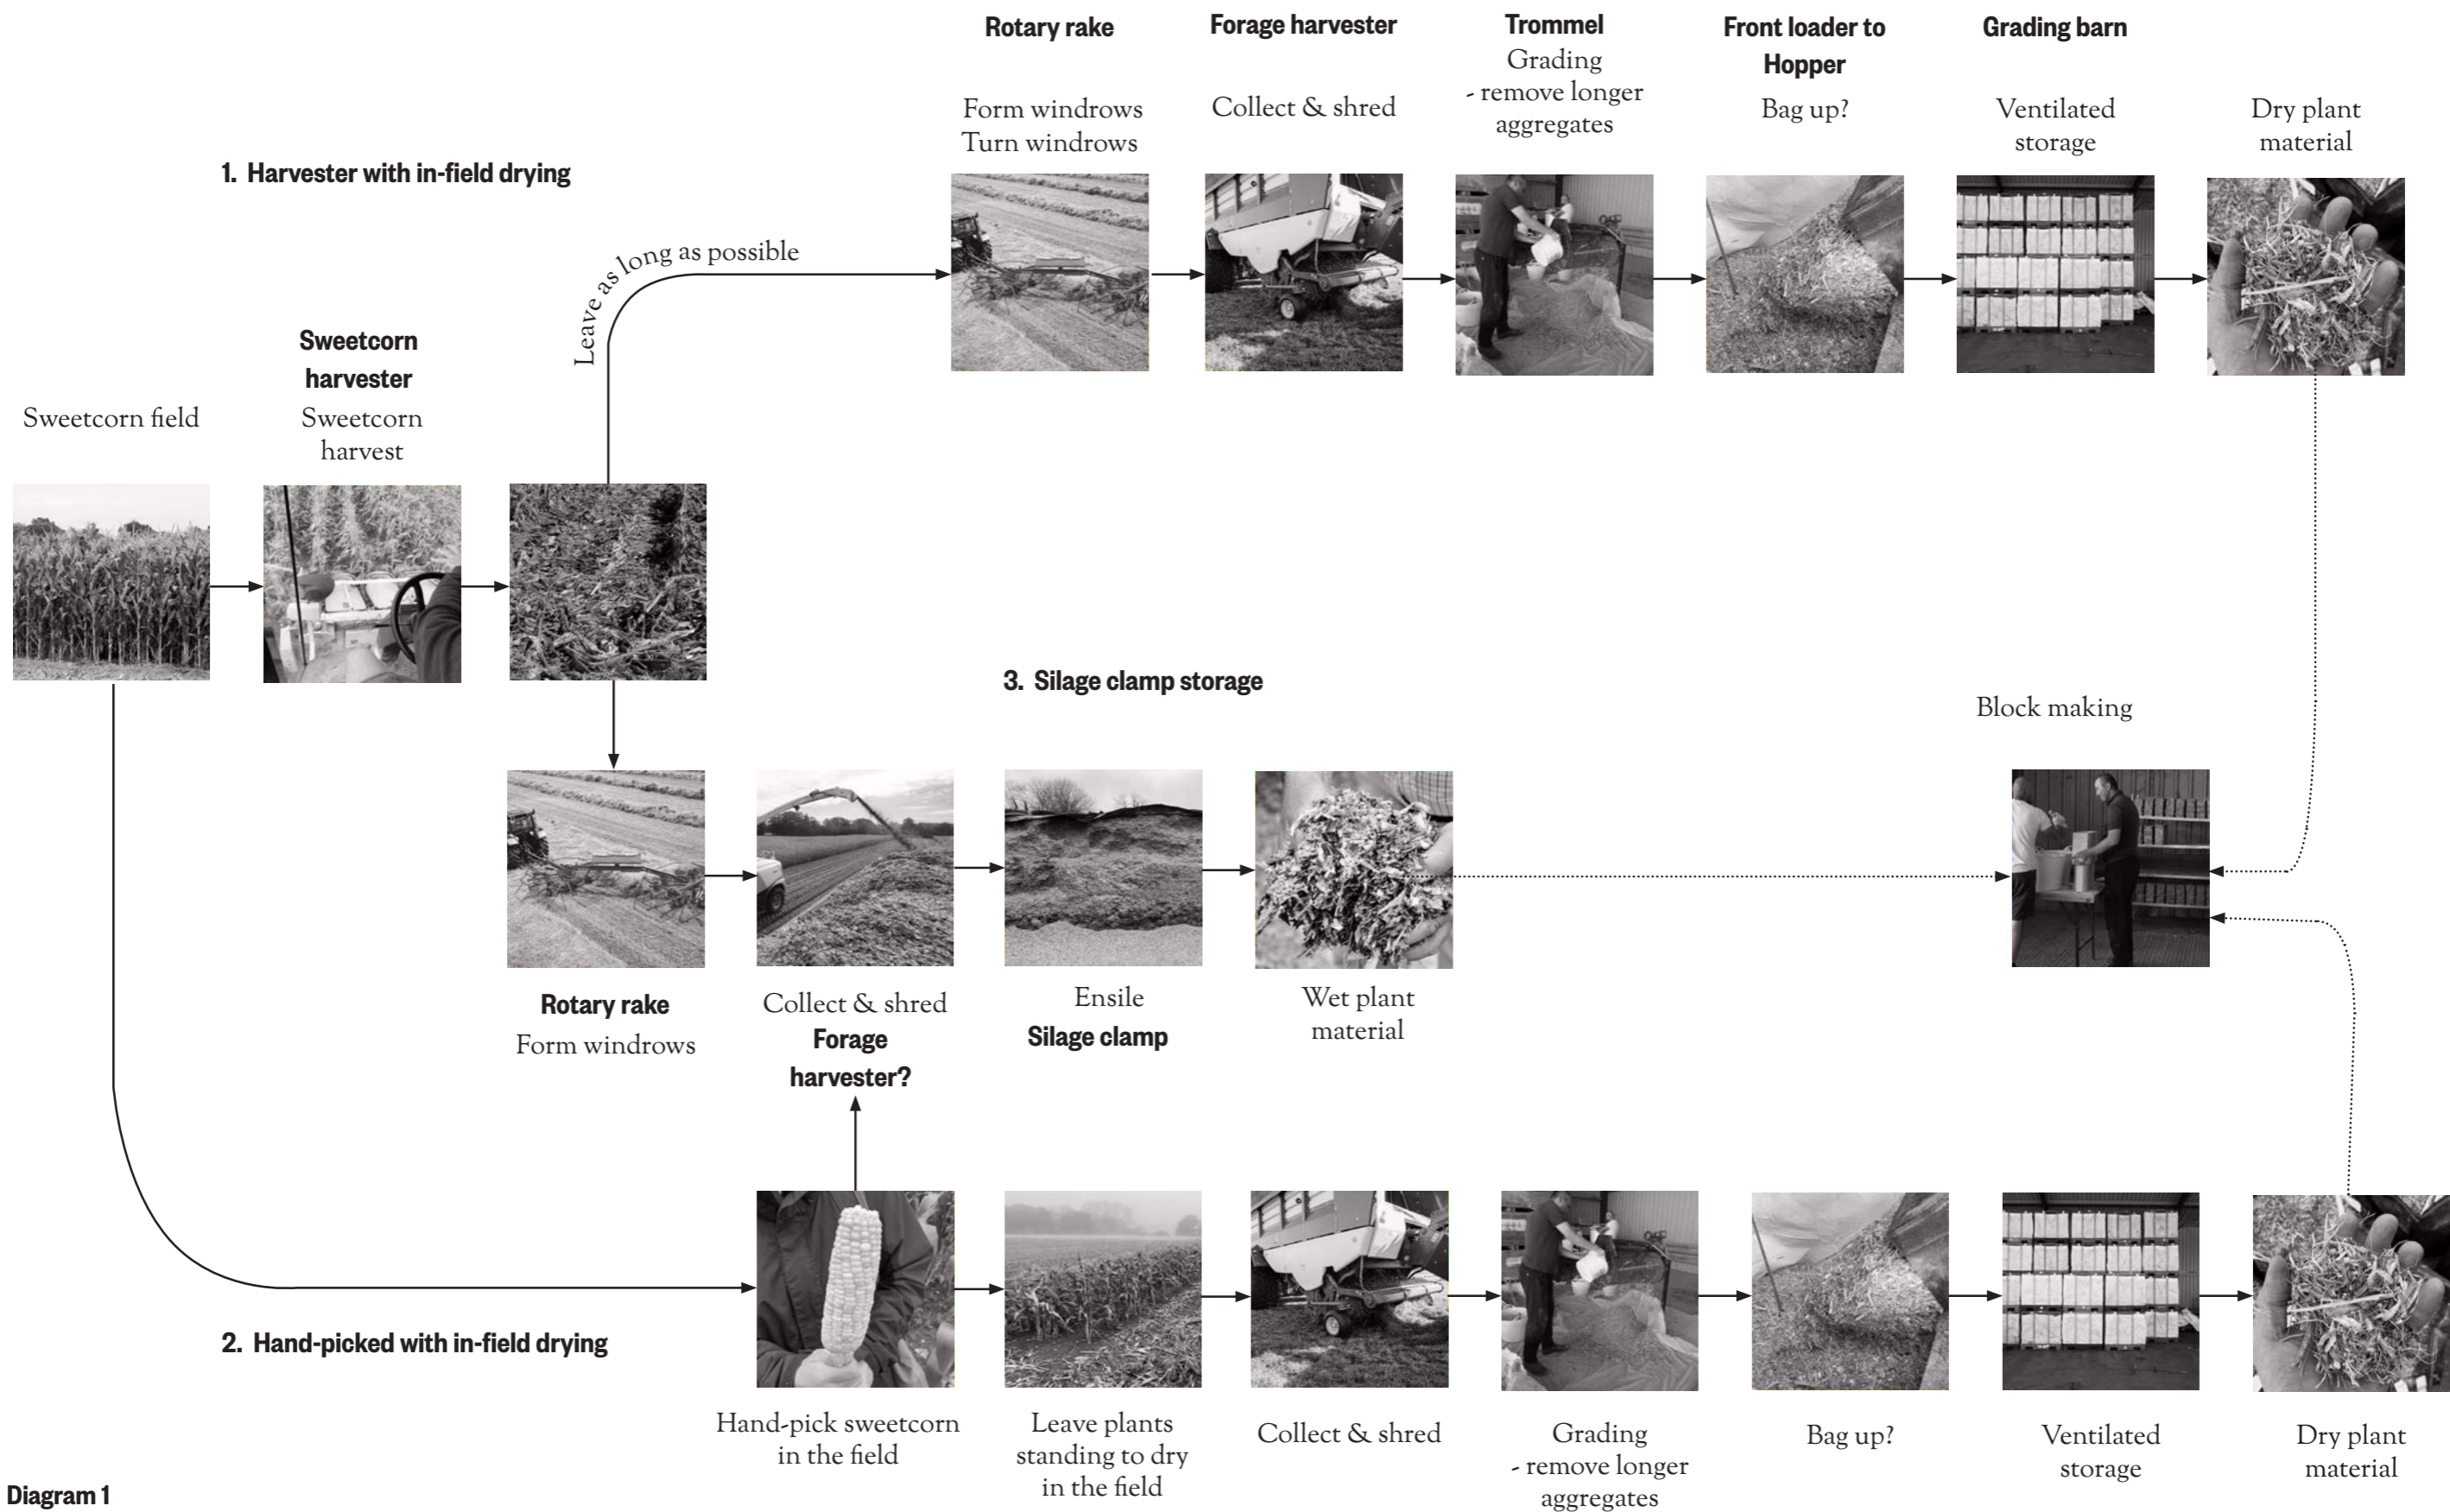 Rotary rake
Form windrows
Turn windrows
Forage harvester
Collect & shred
Trommel
Grading
- remove longer
aggregates
Front loader to
Hopper
Bag up?
Grading barn
Ventilated
storage
Dry plant
material
1. Harvester with in-field drying
Leave as long as possible
Sweetcorn field
Sweetcorn
harvester
Sweetcorn
harvest
3. Silage clamp storage
Block making
Rotary rake
Form windrows
Collect & shred
Forage
harvester?
Ensile
Silage clamp
Wet plant
material
2. Hand-picked with in-field drying
Hand-pick sweetcorn
in the field
Leave plants
standing to dry
in the field
Collect & shred
Grading
- remove longer
aggregates
Bag up?
Ventilated
storage
Dry plant
material
Diagram 1